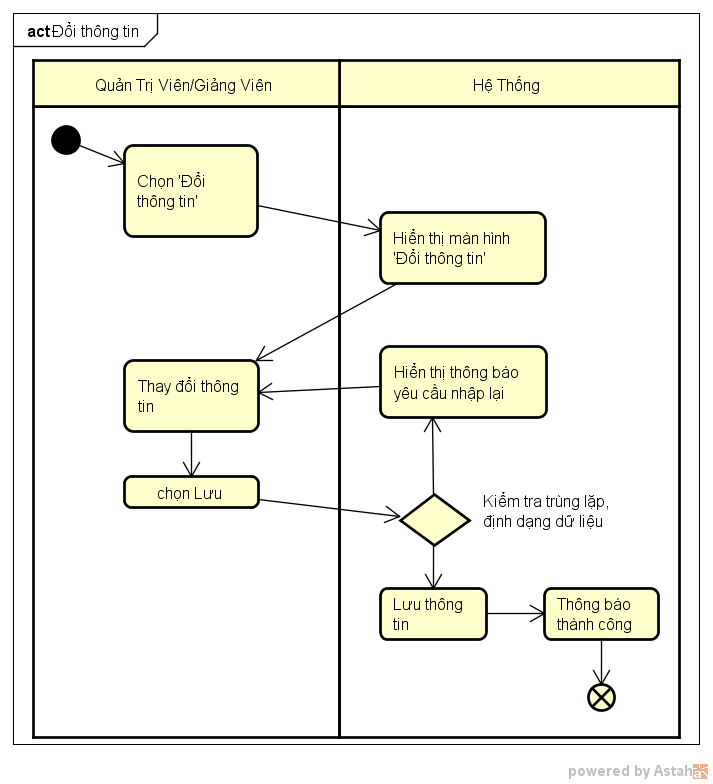 act Đổi thông tin
Quản Trị Viên/Giảng Viên
Hệ Thống
Chọn 'Đổi
thông tin'
Hiển thị màn hình
'Đổi thông tin'
Thay đổi thông
tin
Hiển thị thông báo
yêu cầu nhập lại
chọn Lưu
Kiểm tra trùng lặp,
định dạng dữ liệu
Lưu thông
tin
Thông báo
thành công
powered by Astah